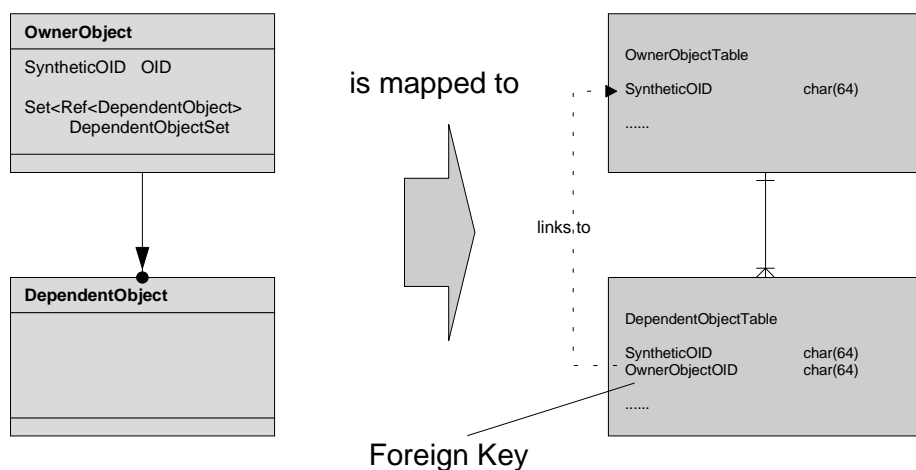 OwnerObject
SyntheticOID OID
Set<Ref<DependentObject>
DependentObjectSet
DependentObject
is mapped to
links to
OwnerObjectTable
SyntheticOID char(64)
......
DependentObjectTable
SyntheticOID char(64)
OwnerObjectOID char(64)
......
Foreign Key